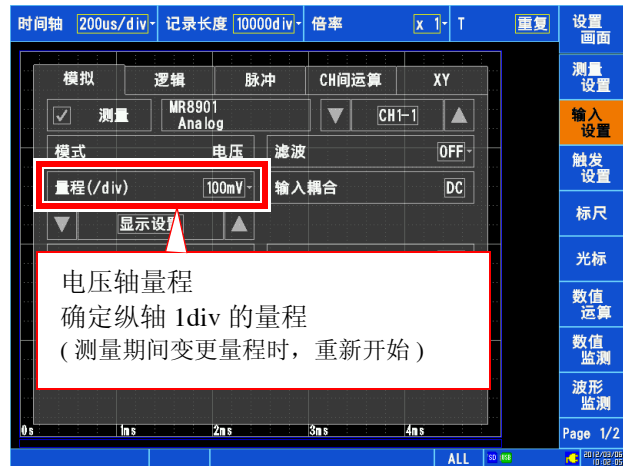 时间轴 200us/div 记录长度 10000div 倍率 x 1 T 重复
设置
画面
测量
设置
输入
设置
触发
设置
标尺
光标
数值
运算
数值
监测
波形
监测
Page 1/2
模拟 逻辑 脉冲 CH间运算 XY
测量 MR8901
Analog
CH1-1
模式 电压 滤波 OFF
量程(/div) 100mV 输入耦合 DC
显示设
电压轴量程
确定纵轴 1div 的量程
( 测量期间变更量程时，重新开始 )
0s 1ms 2ms 3ms 4ms
ALL SD USB 2012/03/06
10:02:05